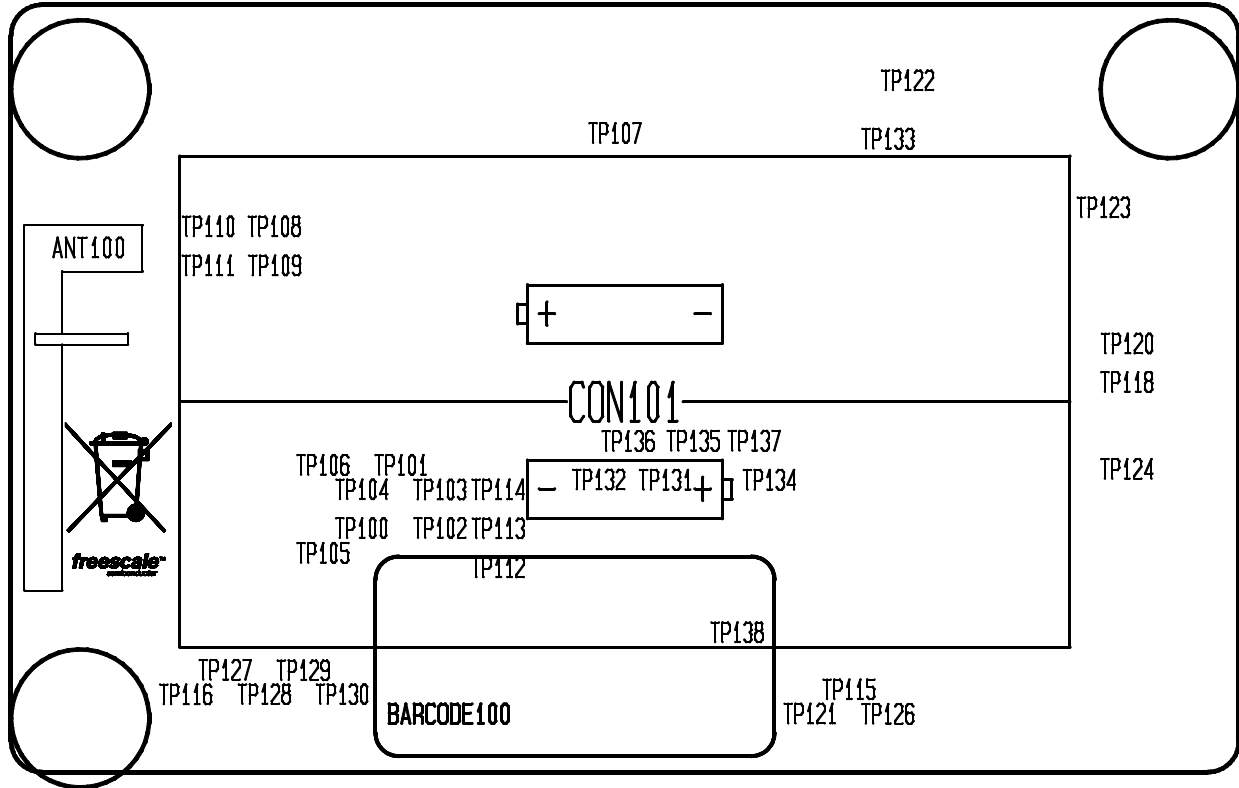 TP122
TP107
TP133
TP123
TP110 TP108
ANT100
TP111 TP109
+ −
TP120
TP118
CON101
TP136 TP135 TP137
TP106 TP101
TP124
TP132 TP131 TP134
TP104 TP103 TP114
− +
TP100 TP102 TP113
TP105
freescale™
semiconductor
TP112
TP138
TP127 TP129
TP116 TP128 TP130
TP115
BARCODE100
TP121 TP126